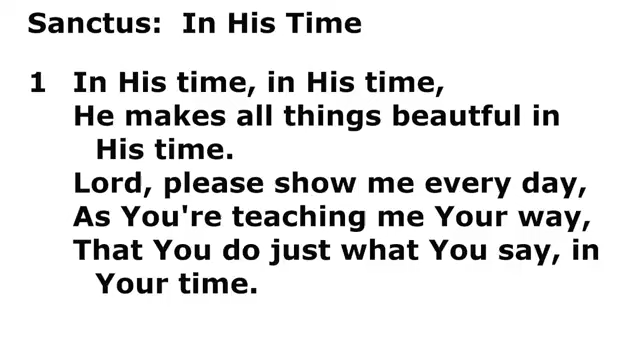 Sanctus:  In His Time
1 In His time, in His time,
He makes all things beautful in
His time.
Lord, please show me every day,
As You're teaching me Your way,
That You do just what You say, in
Your time.